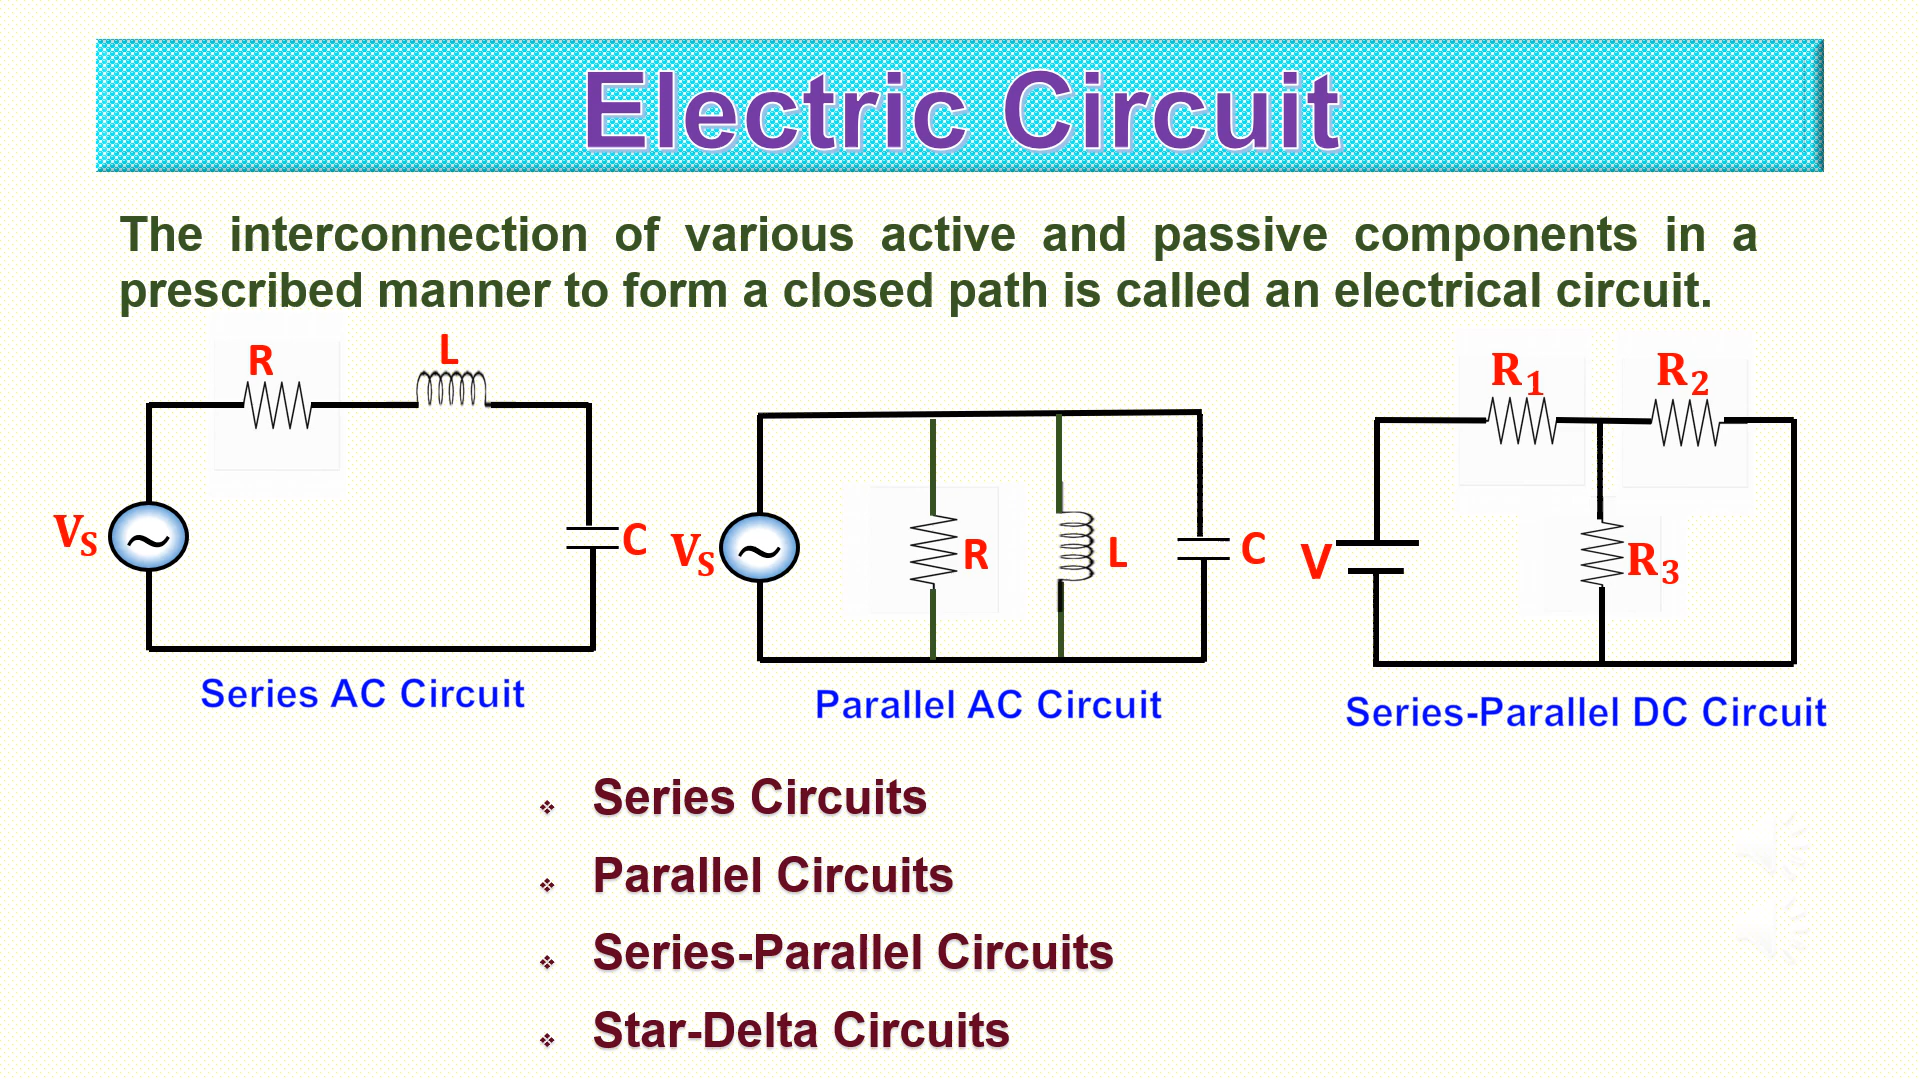 Electric Circuit
The interconnection of various active and passive components in a
prescribed manner to form a closed path is called an electrical circuit.
R
L
V_S
C
Series AC Circuit
V_S
R
L
C
Parallel AC Circuit
R_1
R_2
V
R_3
Series-Parallel DC Circuit
❖ Series Circuits
❖ Parallel Circuits
❖ Series-Parallel Circuits
❖ Star-Delta Circuits